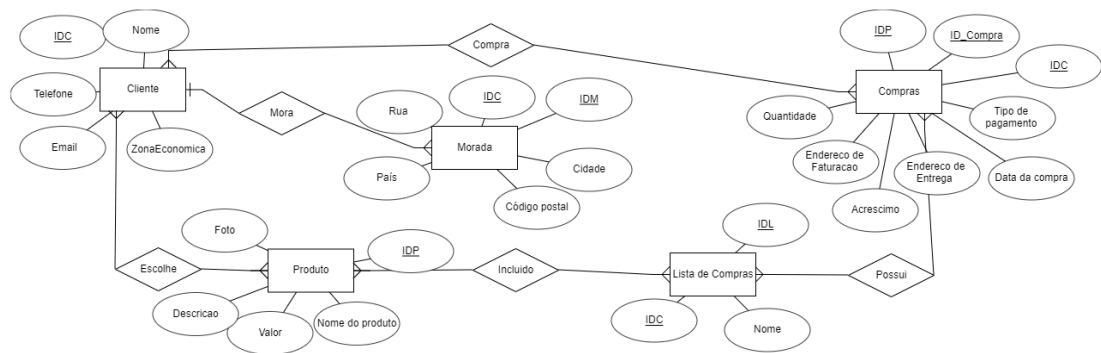 Nome
IDC
IDP
ID_Compra
Compra
IDC
Telefone
Cliente
Compras
Mora
Rua
IDC
IDM
Quantidade
Tipo de
pagamento
Email
ZonaEconomica
Morada
Endereco de
Faturacao
Endereco de
Entrega
Data da compra
País
Cidade
Código postal
Acrescimo
Foto
IDP
IDL
Escolhe
Produto
Incluido
Lista de Compras
Possui
Descricao
Valor
Nome do produto
IDC
Nome